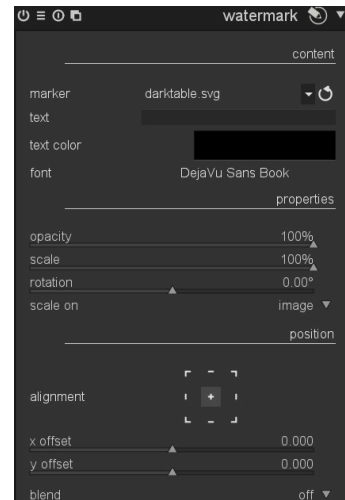 watermark
content
marker darktable.svg
text
text color
font DejaVu Sans Book
properties
opacity 100%
scale 100%
rotation 0.00°
scale on image
position
alignment
x offset 0.000
y offset 0.000
blend off